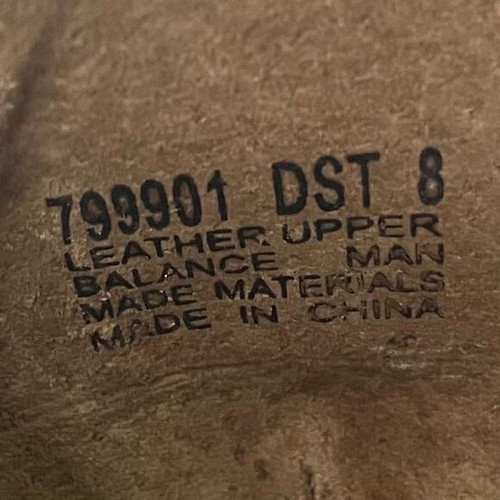 799901 DST 8
LEATHER UPPER
BALANCE MAN
MADE MATERIALS
MADE IN CHINA